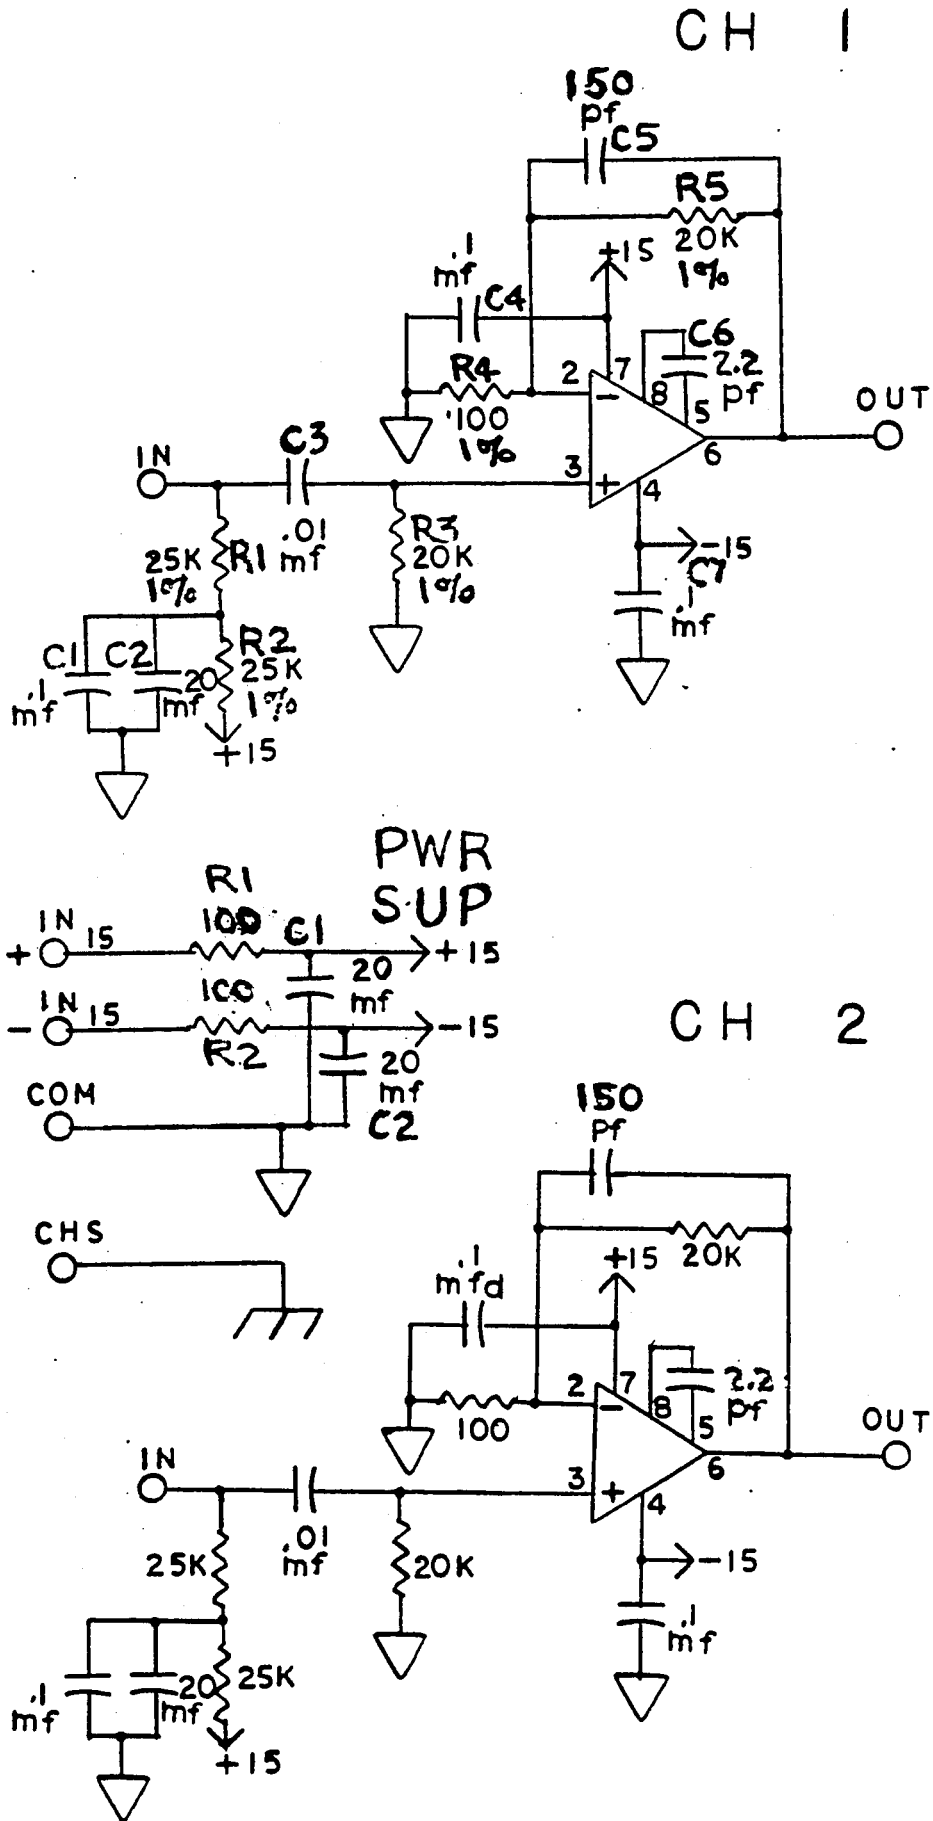 CH 1
150
pf
C5
R5
20K
1%
+15
.1
mf
C4
R4
100
1%
2
7
8
5
C6
2.2
pf
OUT
6
-
+
3
4
-15
C7
.1
mf
IN
C3
.01
mf
R3
20K
1%
25K
1%
R1
C1
.1
mf
C2
20
mf
R2
25K
1%
+15
PWR
SUP
R1
100
+ IN 15
C1
20
mf
+15
- IN 15
100
R2
-15
20
mf
C2
COM
CHS
CH 2
150
Pf
20K
+15
.1
mfd
100
2
7
8
5
2.2
pf
OUT
6
-
+
3
4
-15
.1
mf
IN
.01
mf
20K
25K
.1
mf
20
mf
25K
+15